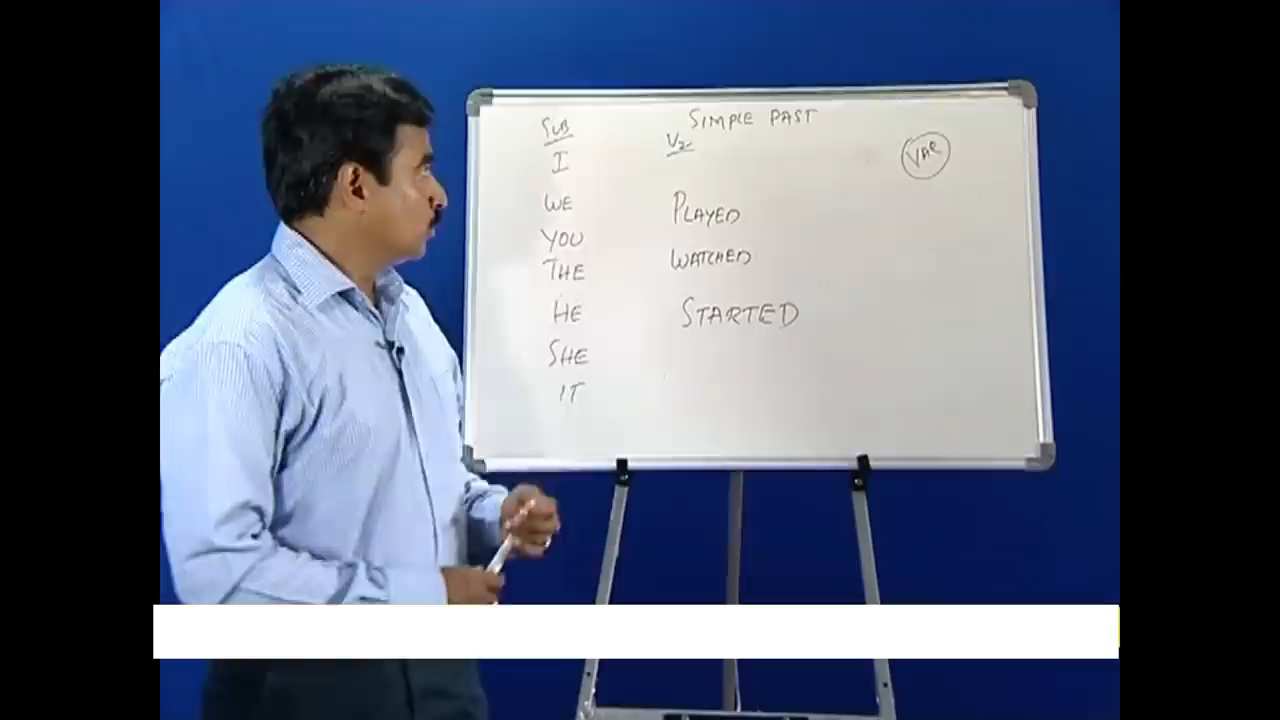 SIMPLE PAST
SUB
V2
VAR
I
WE
PLAYED
YOU
WATCHED
THE
HE
STARTED
SHE
IT